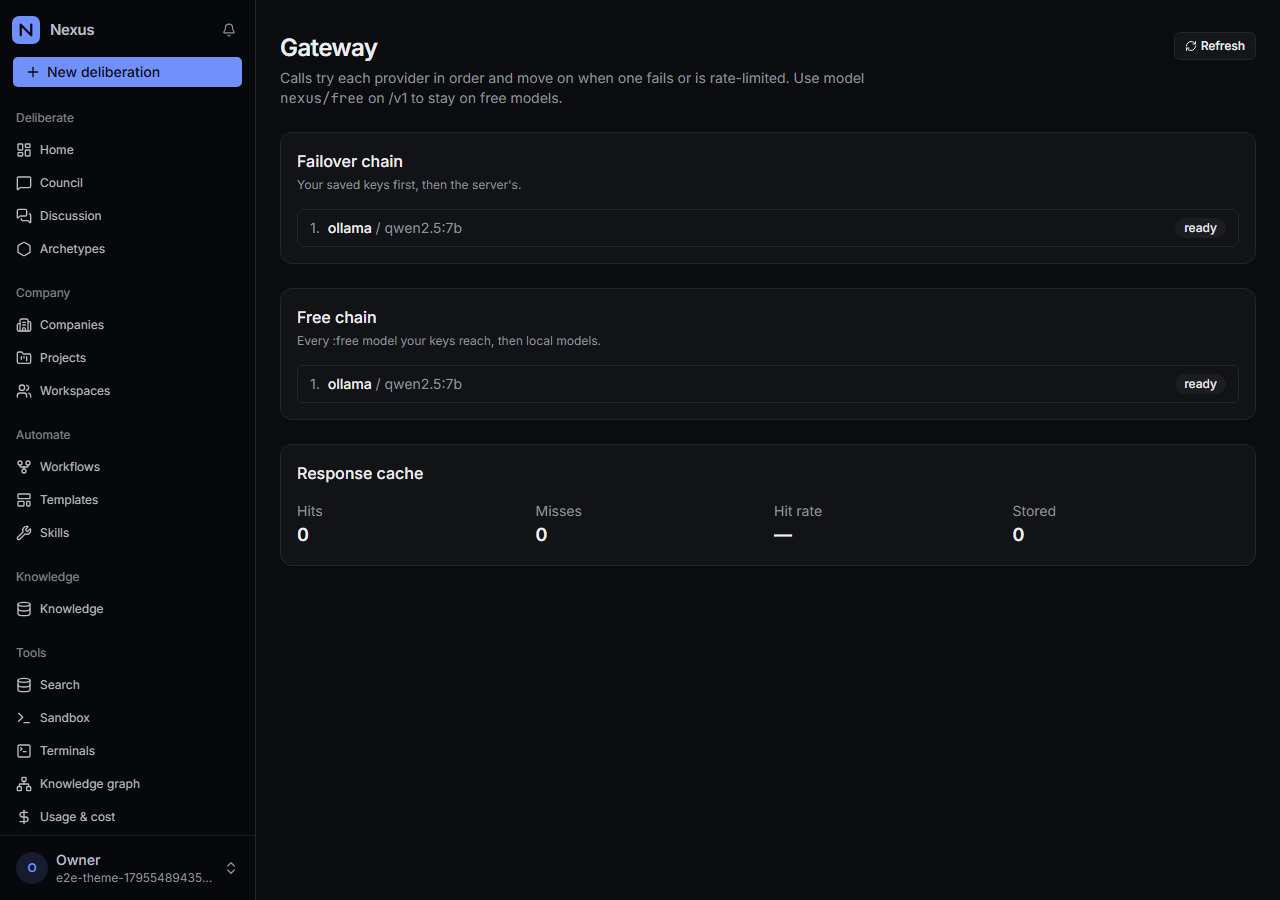 Nexus
New deliberation
Deliberate
Home
Council
Discussion
Archetypes
Company
Companies
Projects
Workspaces
Automate
Workflows
Templates
Skills
Knowledge
Knowledge
Tools
Search
Sandbox
Terminals
Knowledge graph
Usage & cost
O
Owner
e2e-theme-17955489435...
Gateway
Refresh
Calls try each provider in order and move on when one fails or is rate-limited. Use model
nexus/free on /v1 to stay on free models.
Failover chain
Your saved keys first, then the server's.
1. ollama / qwen2.5:7b ready
Free chain
Every :free model your keys reach, then local models.
1. ollama / qwen2.5:7b ready
Response cache
Hits Misses Hit rate Stored
0 0 — 0